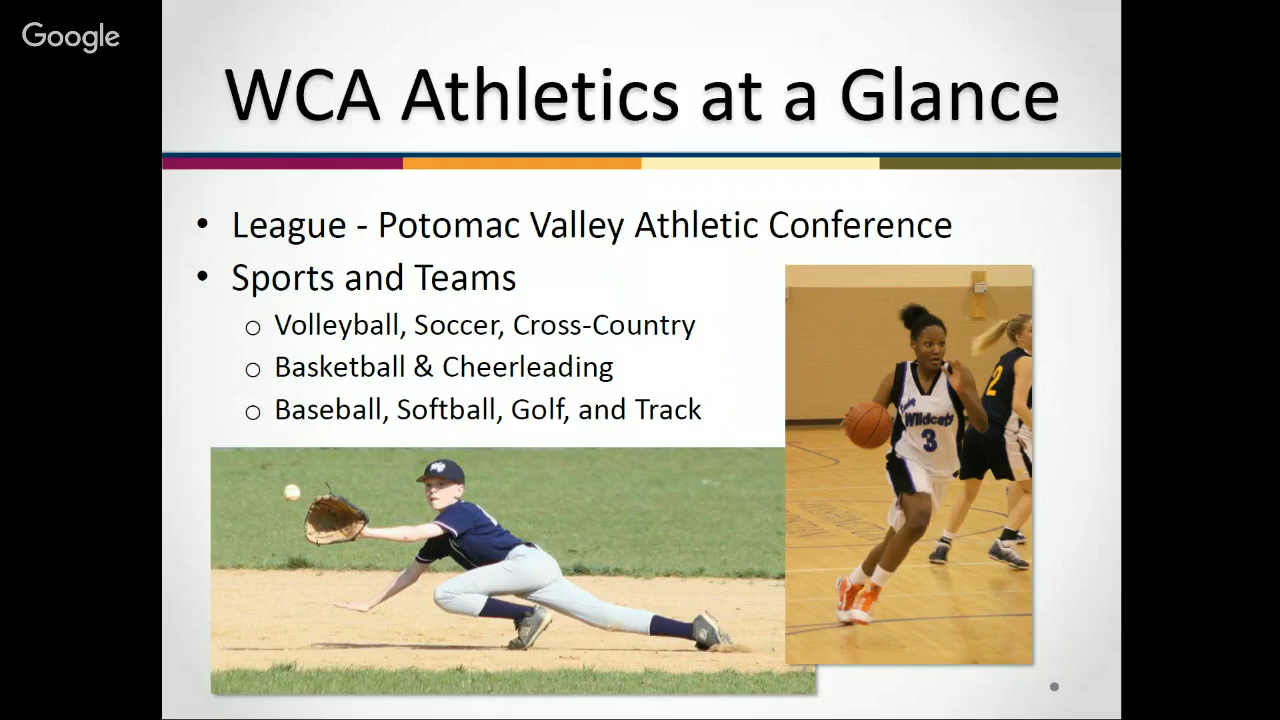 Google
WCA Athletics at a Glance
• League - Potomac Valley Athletic Conference
• Sports and Teams
o Volleyball, Soccer, Cross-Country
o Basketball & Cheerleading
o Baseball, Softball, Golf, and Track
Wildcats
3
2